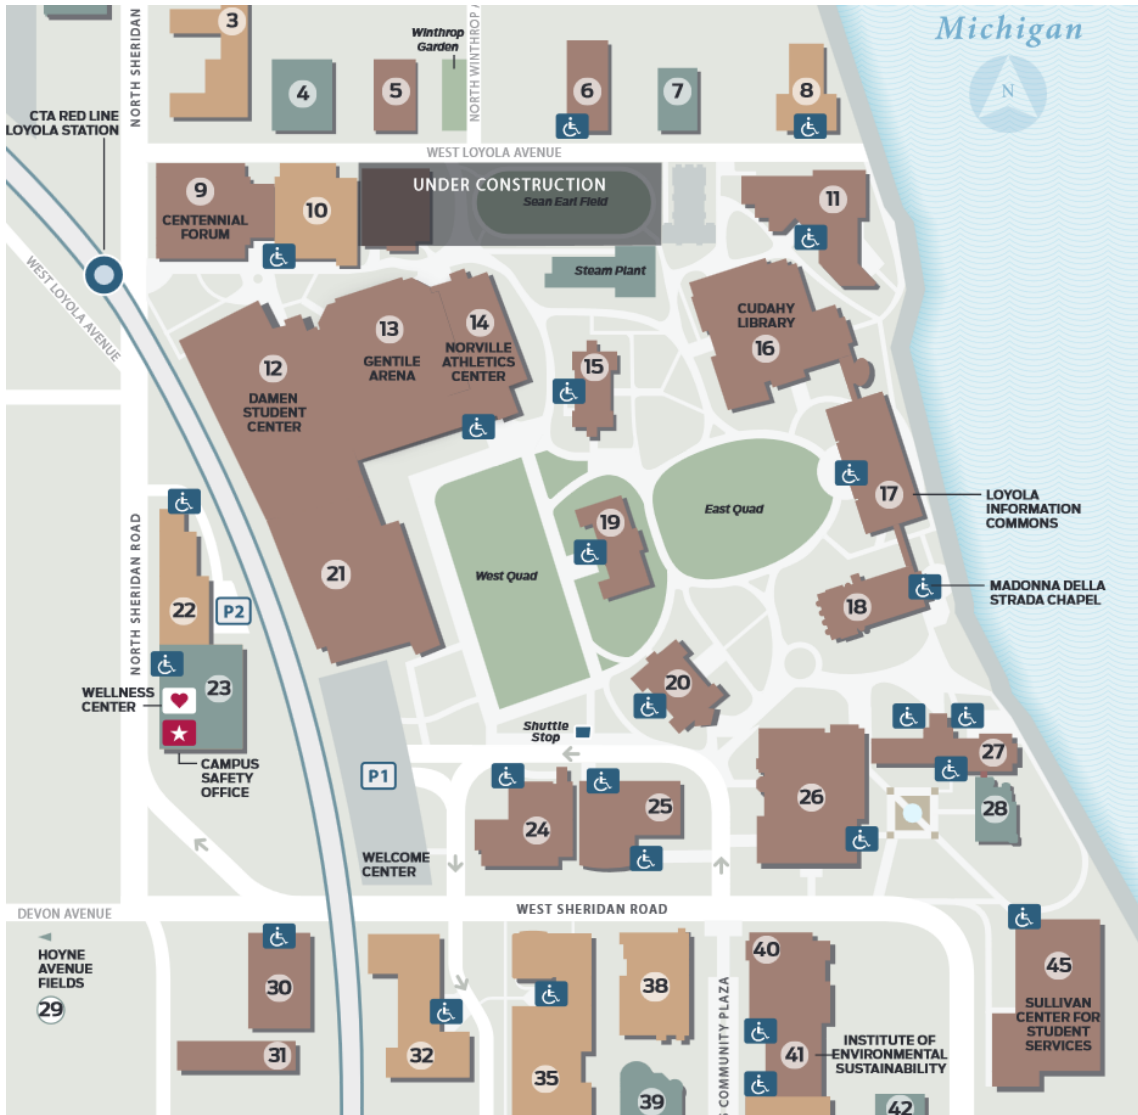 Michigan
N
NORTH SHERIDAN
3
Winthrop
Garden
4
5
6
7
8
CTA RED LINE
LOYOLA STATION
WEST LOYOLA AVENUE
UNDER CONSTRUCTION
Sean Earl Field
9
CENTENNIAL
FORUM
10
11
Steam Plant
WEST LOYOLA AVENUE
12
DAMEN
STUDENT
CENTER
13
GENTILE
ARENA
14
NORVILLE
ATHLETICS
CENTER
15
CUDAHY
LIBRARY
16
17
LOYOLA
INFORMATION
COMMONS
East Quad
19
West Quad
21
NORTH SHERIDAN ROAD
22
P2
18
MADONNA DELLA
STRADA CHAPEL
23
WELLNESS
CENTER
CAMPUS
SAFETY
OFFICE
20
Shuttle
Stop
P1
24
25
26
27
28
WELCOME
CENTER
WEST SHERIDAN ROAD
DEVON AVENUE
HOYNE
AVENUE
FIELDS
29
30
31
32
35
38
39
COMMUNITY PLAZA
40
41
INSTITUTE OF
ENVIRONMENTAL
SUSTAINABILITY
42
45
SULLIVAN
CENTER FOR
STUDENT
SERVICES
NORTH WINTHROP